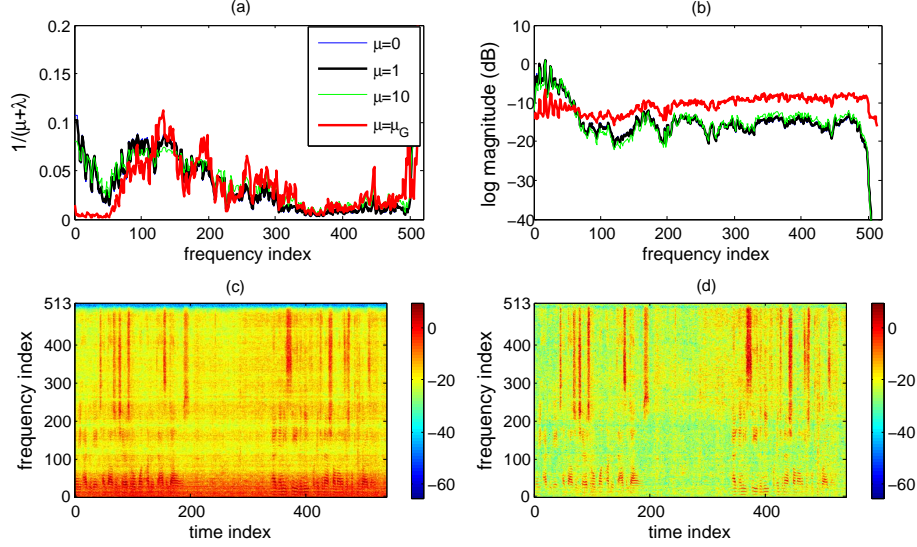 (a)
1/(μ+λ)
0.2
0.15
0.1
0.05
0
0 100 200 300 400 500
frequency index
μ=0
μ=1
μ=10
μ=μ_G
(b)
log magnitude (dB)
10
0
−10
−20
−30
−40
0 100 200 300 400 500
frequency index
(c)
frequency index
513
400
300
200
100
0
0 200 400
time index
0
−20
−40
−60
(d)
frequency index
513
400
300
200
100
0
0 200 400
time index
0
−20
−40
−60